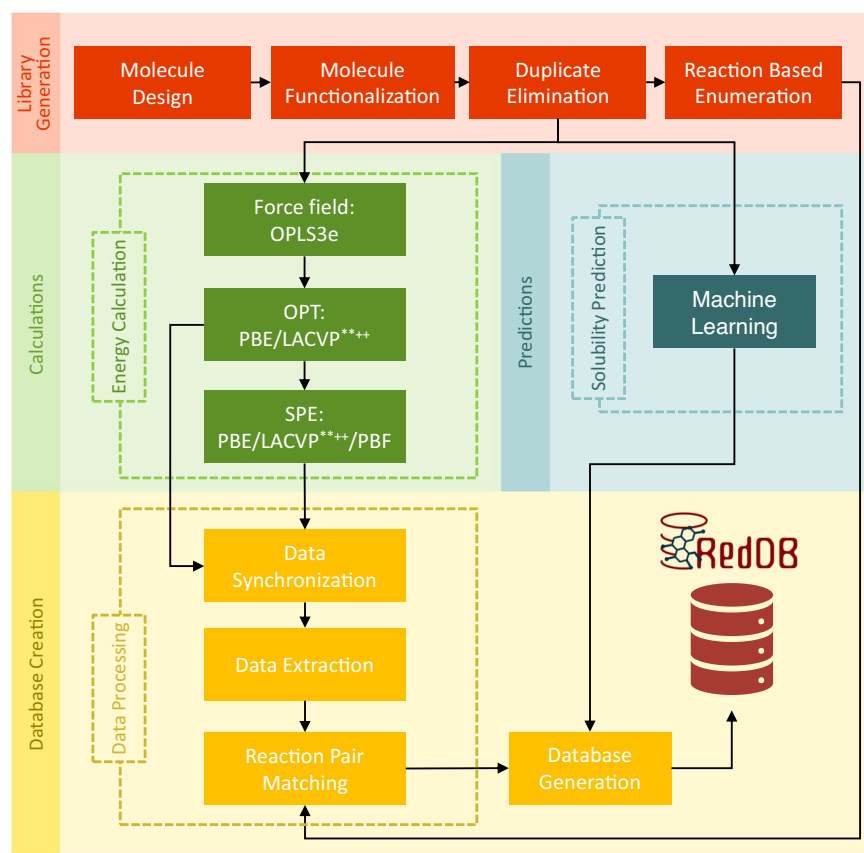 Library
Generation
Molecule
Design
Molecule
Functionalization
Duplicate
Elimination
Reaction Based
Enumeration
Calculations
Energy Calculation
Force field:
OPLS3e
OPT:
PBE/LACVP**++
SPE:
PBE/LACVP**++/PBF
Predictions
Solubility Prediction
Machine
Learning
Database Creation
Data Processing
Data
Synchronization
Data Extraction
Reaction Pair
Matching
Database
Generation
RedDB